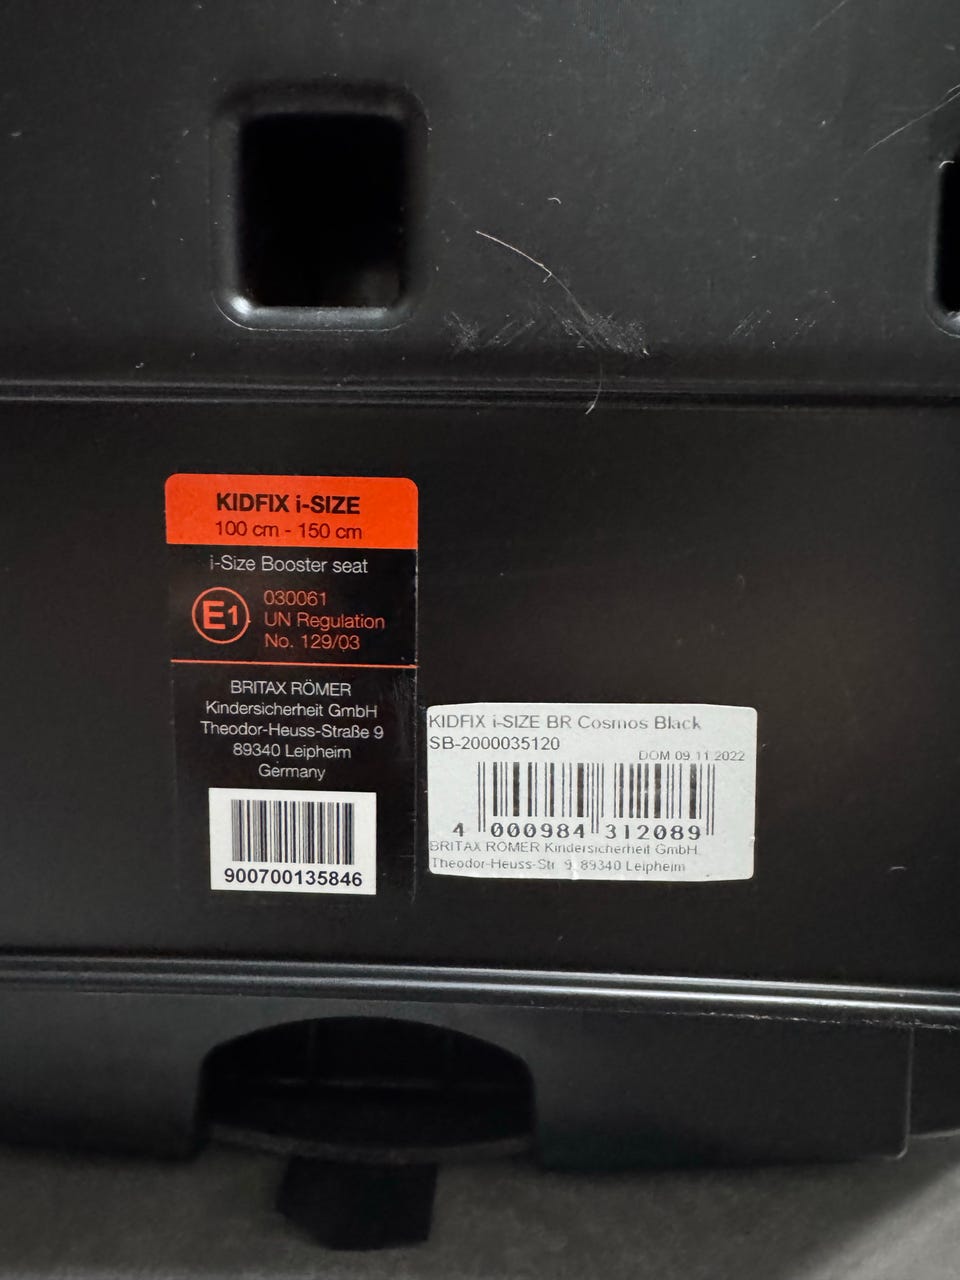 KIDFIX i-SIZE
100 cm - 150 cm
i-Size Booster seat
E1
030061
UN Regulation
No. 129/03
BRITAX RÖMER
Kindersicherheit GmbH
Theodor-Heuss-Straße 9
89340 Leipheim
Germany
900700135846
KIDFIX i-SIZE BR Cosmos Black
SB-2000035120
DOM 09.11.2022
4 000984 312089
BRITAX RÖMER Kindersicherheit GmbH
Theodor-Heuss-Str. 9, 89340 Leipheim